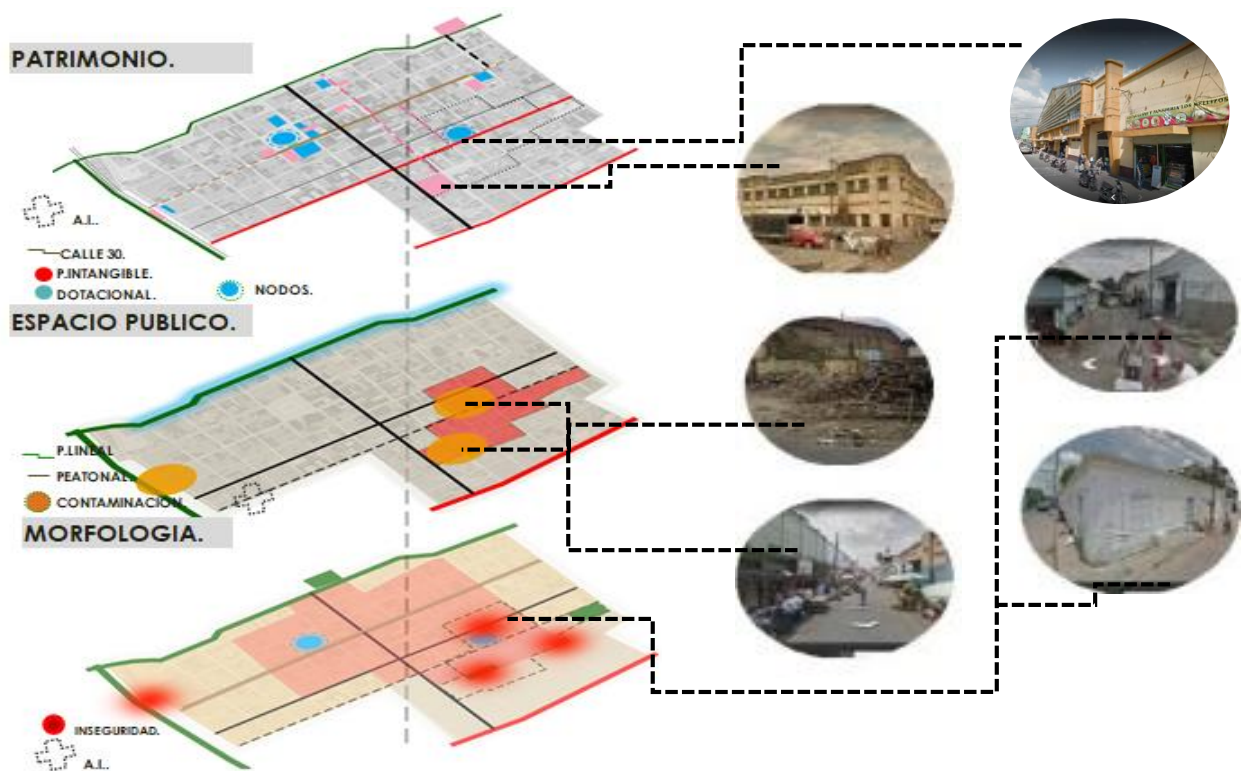 PATRIMONIO.
A.I..
CALLE 30.
P.INTANGIBLE.
DOTACIONAL.
NODOS.
ESPACIO PUBLICO.
P.LINEAL
PEATONAL
CONTAMINACION
MORFOLOGIA.
INSEGURIDAD.
A.I..